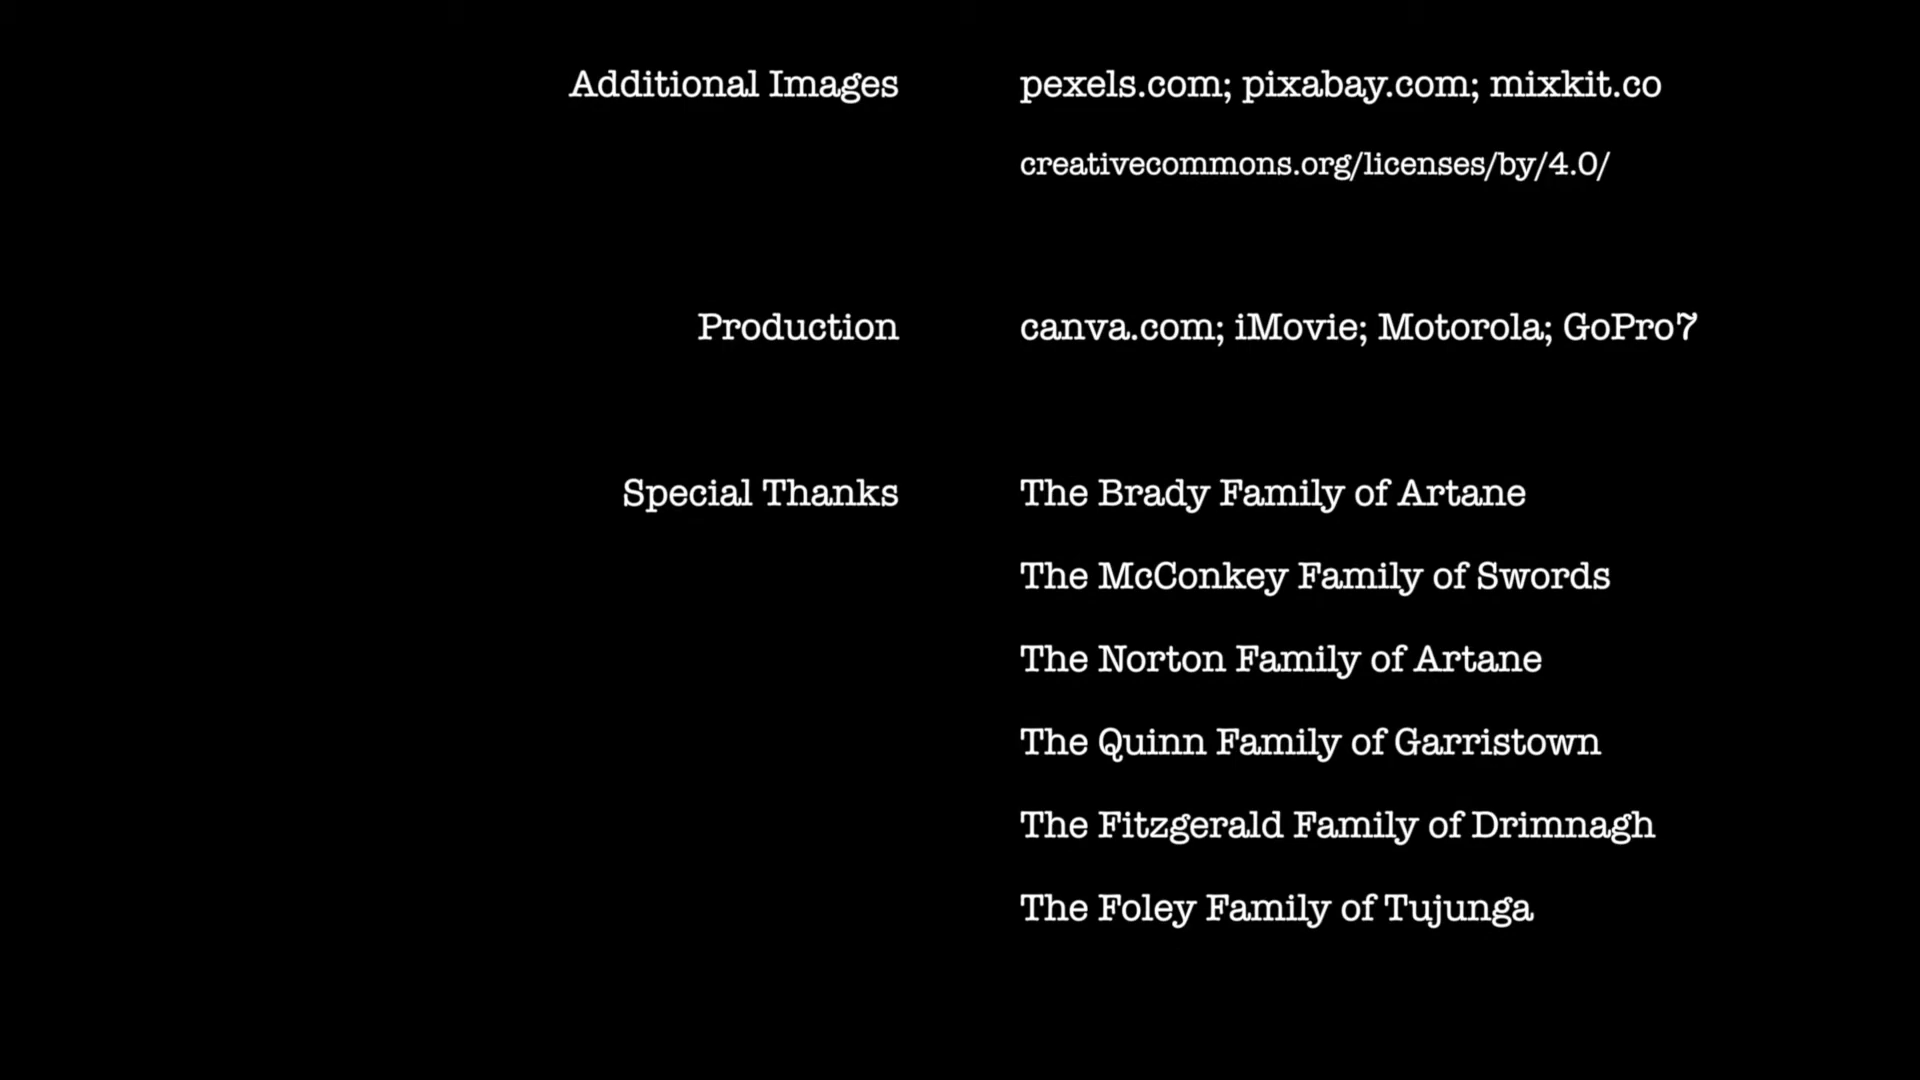 Additional Images pexels.com; pixabay.com; mixkit.co
creativecommons.org/licenses/by/4.0/
Production canva.com; iMovie; Motorola; GoPro7
Special Thanks The Brady Family of Artane
The McConkey Family of Swords
The Norton Family of Artane
The Quinn Family of Garristown
The Fitzgerald Family of Drimnagh
The Foley Family of Tujunga